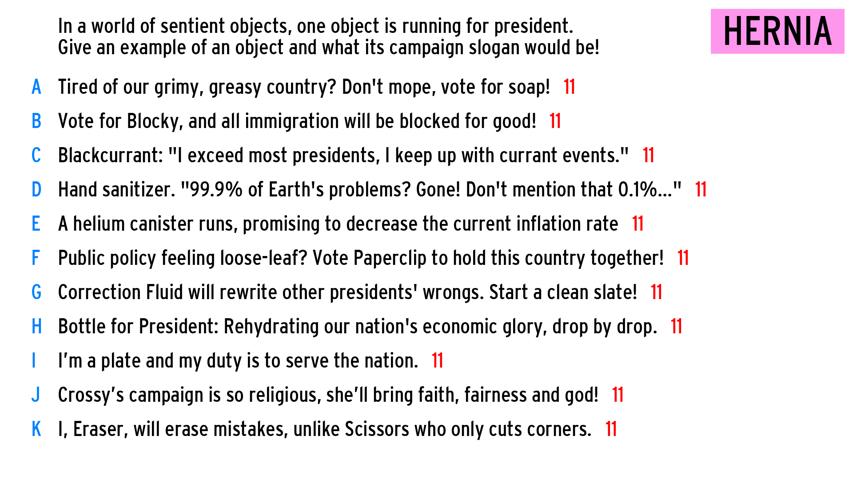 In a world of sentient objects, one object is running for president.
Give an example of an object and what its campaign slogan would be!
HERNIA
A Tired of our grimy, greasy country? Don't mope, vote for soap! 11
B Vote for Blocky, and all immigration will be blocked for good! 11
C Blackcurrant: "I exceed most presidents, I keep up with currant events." 11
D Hand sanitizer. "99.9% of Earth's problems? Gone! Don't mention that 0.1%..." 11
E A helium canister runs, promising to decrease the current inflation rate 11
F Public policy feeling loose-leaf? Vote Paperclip to hold this country together! 11
G Correction Fluid will rewrite other presidents' wrongs. Start a clean slate! 11
H Bottle for President: Rehydrating our nation's economic glory, drop by drop. 11
I I’m a plate and my duty is to serve the nation. 11
J Crossy’s campaign is so religious, she’ll bring faith, fairness and god! 11
K I, Eraser, will erase mistakes, unlike Scissors who only cuts corners. 11